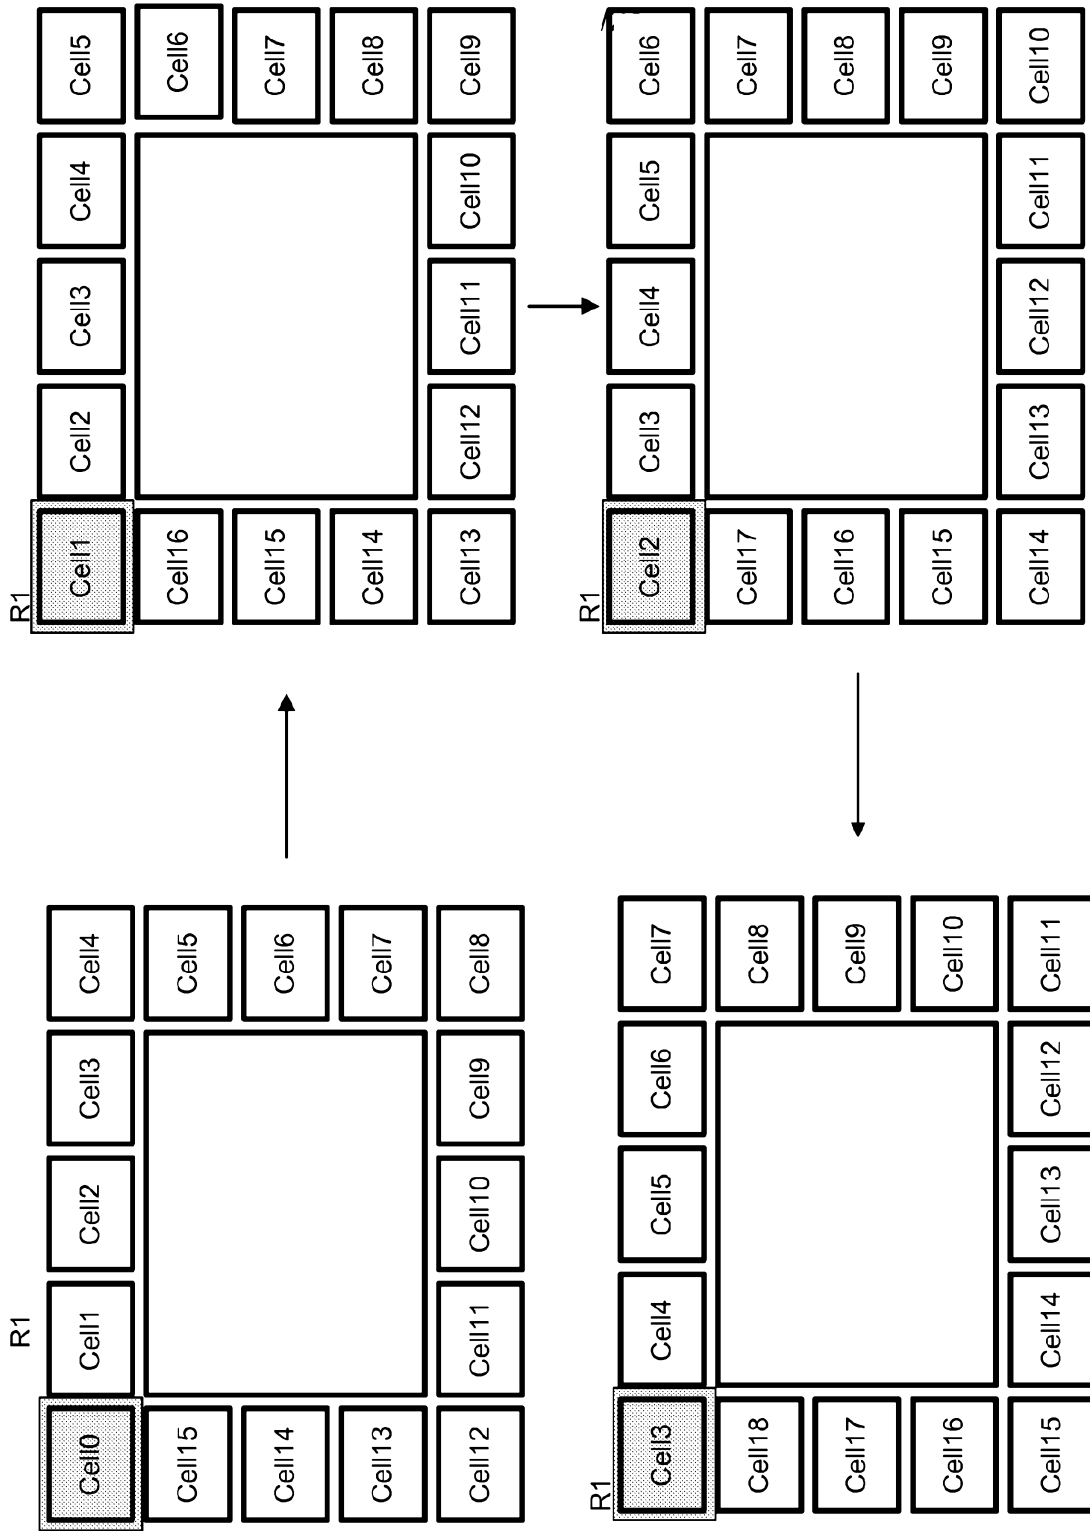 R1
Cell0 Cell1 Cell2 Cell3 Cell4
Cell15 Cell5
Cell14 Cell6
Cell13 Cell7
Cell12 Cell11 Cell10 Cell9 Cell8
R1
Cell1 Cell2 Cell3 Cell4 Cell5
Cell16 Cell6
Cell15 Cell7
Cell14 Cell8
Cell13 Cell12 Cell11 Cell10 Cell9
R1
Cell3 Cell4 Cell5 Cell6 Cell7
Cell18 Cell8
Cell17 Cell9
Cell16 Cell10
Cell15 Cell14 Cell13 Cell12 Cell11
R1
Cell2 Cell3 Cell4 Cell5 Cell6
Cell17 Cell7
Cell16 Cell8
Cell15 Cell9
Cell14 Cell13 Cell12 Cell11 Cell10